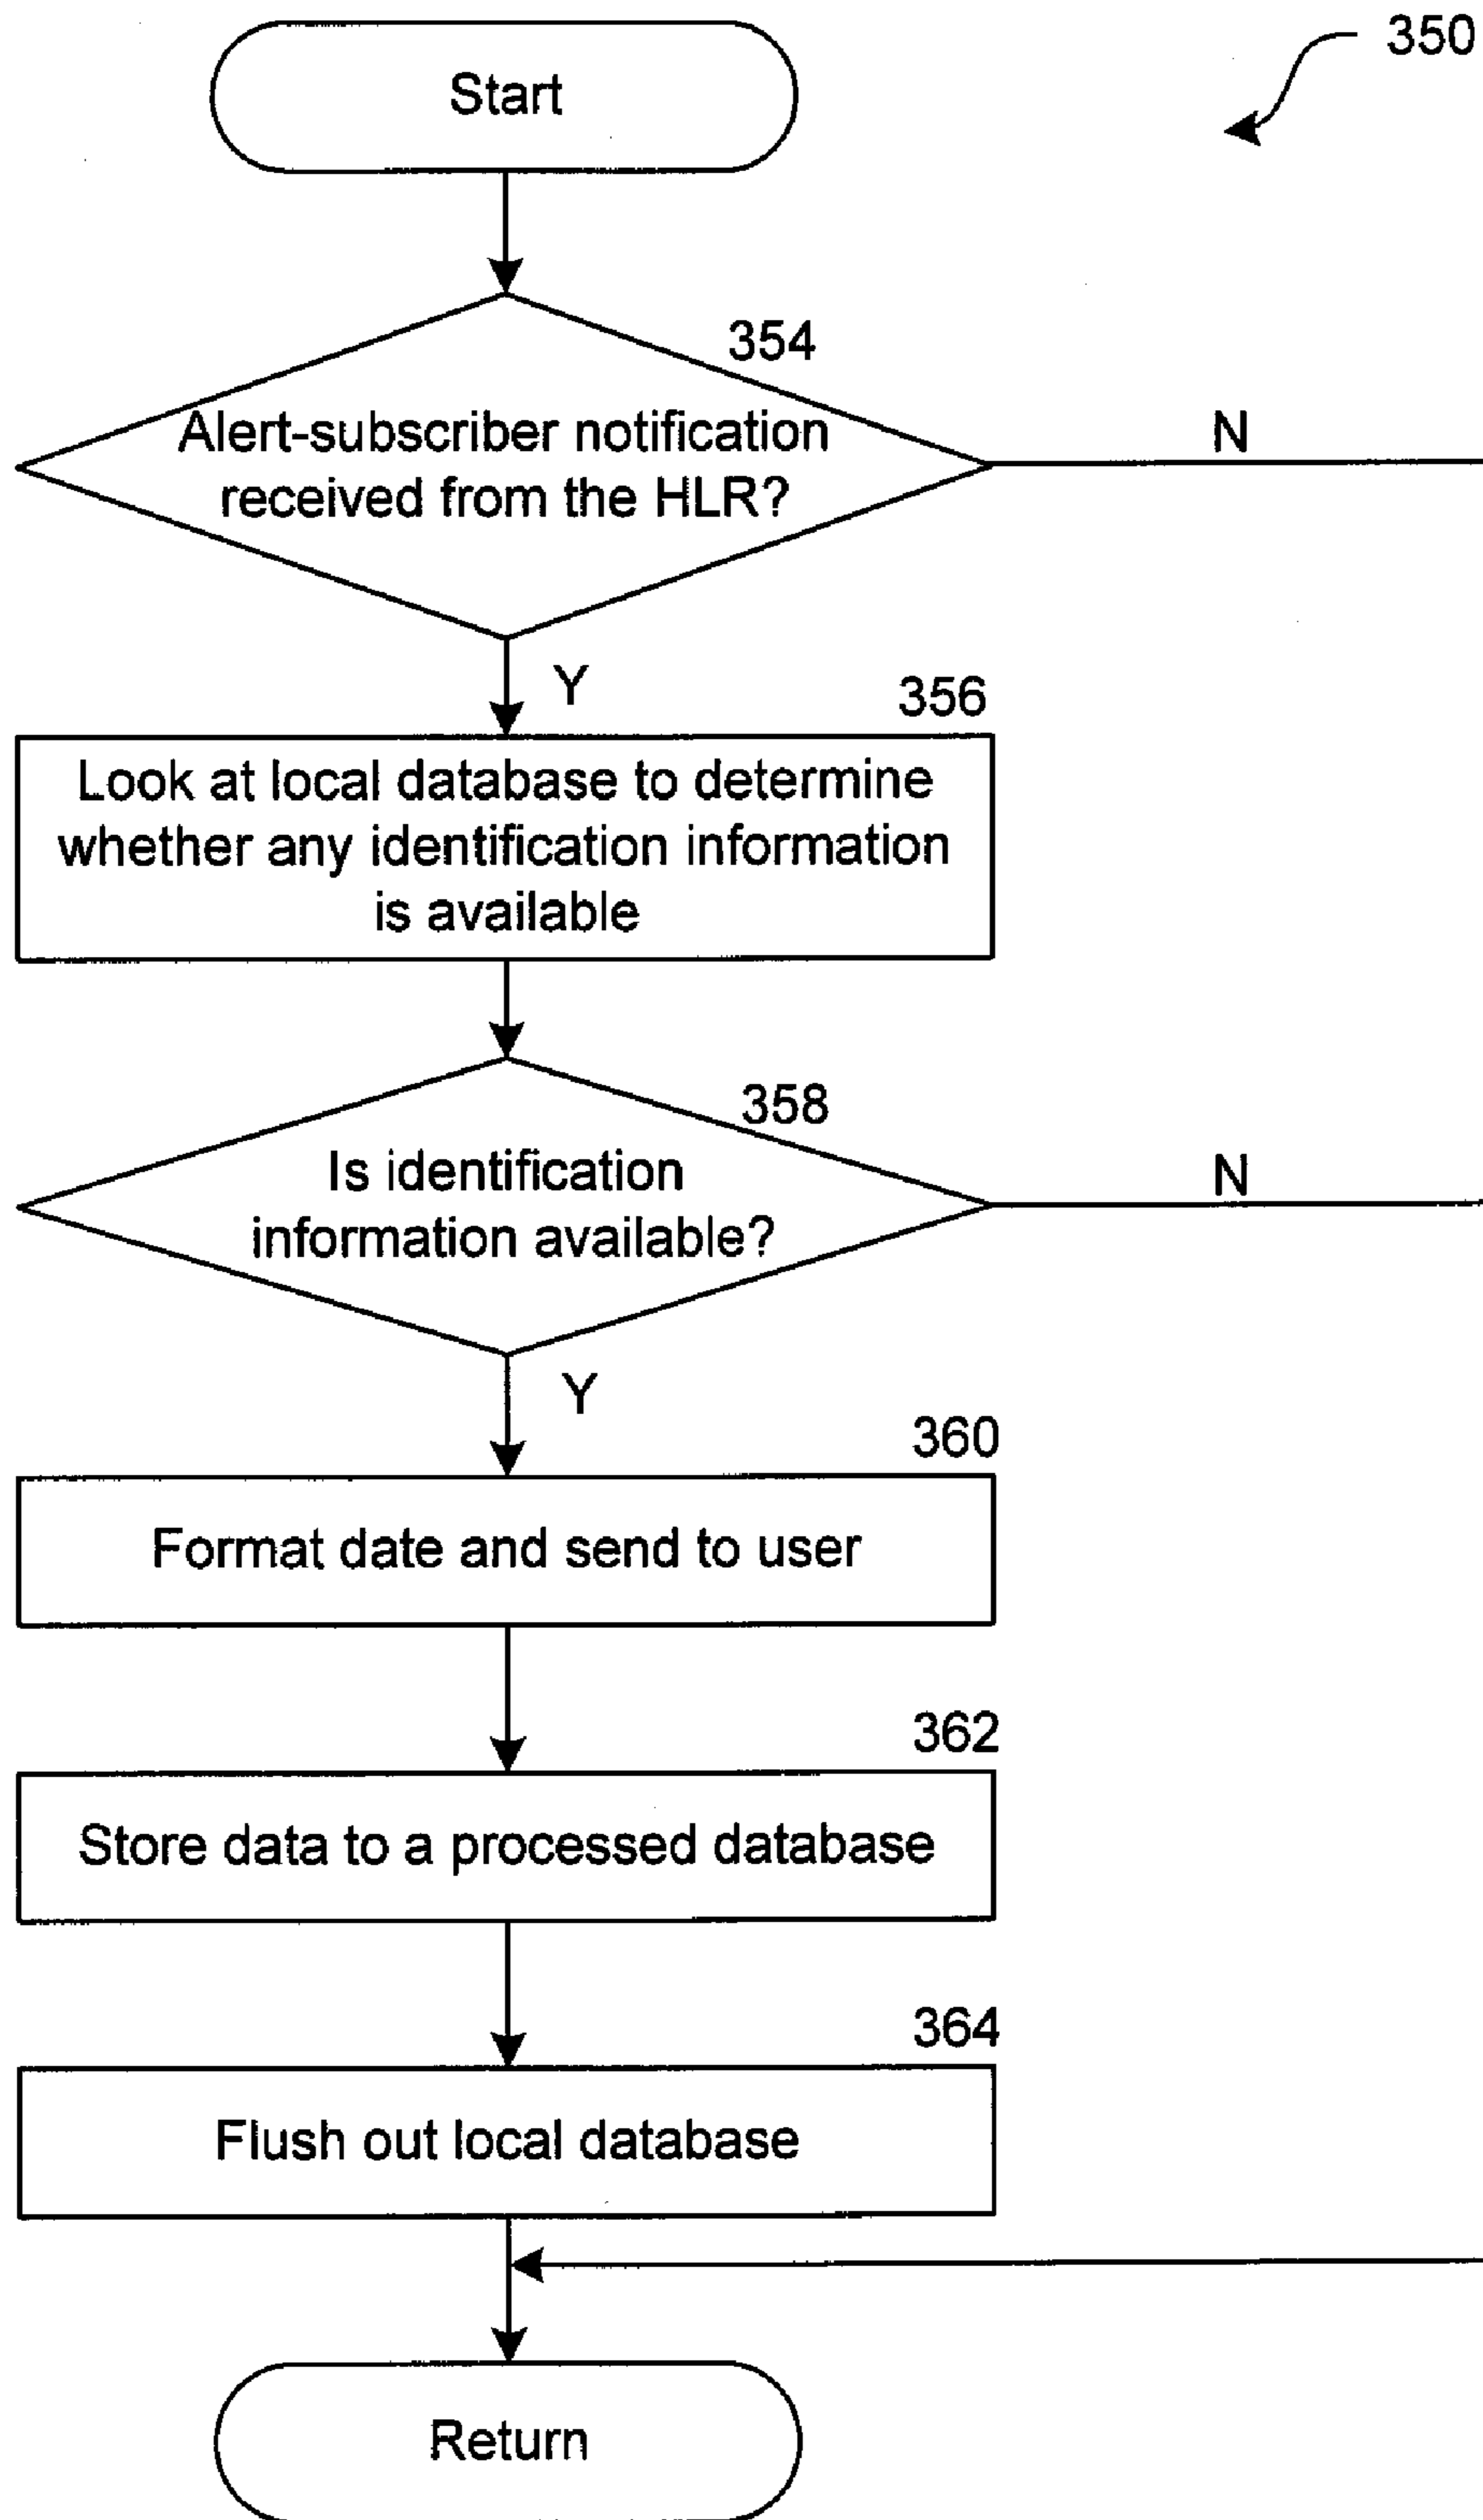 350
Start
354
Alert-subscriber notification
received from the HLR?
N
Y
356
Look at local database to determine
whether any identification information
is available
358
Is identification
information available?
N
Y
360
Format date and send to user
362
Store data to a processed database
364
Flush out local database
Return